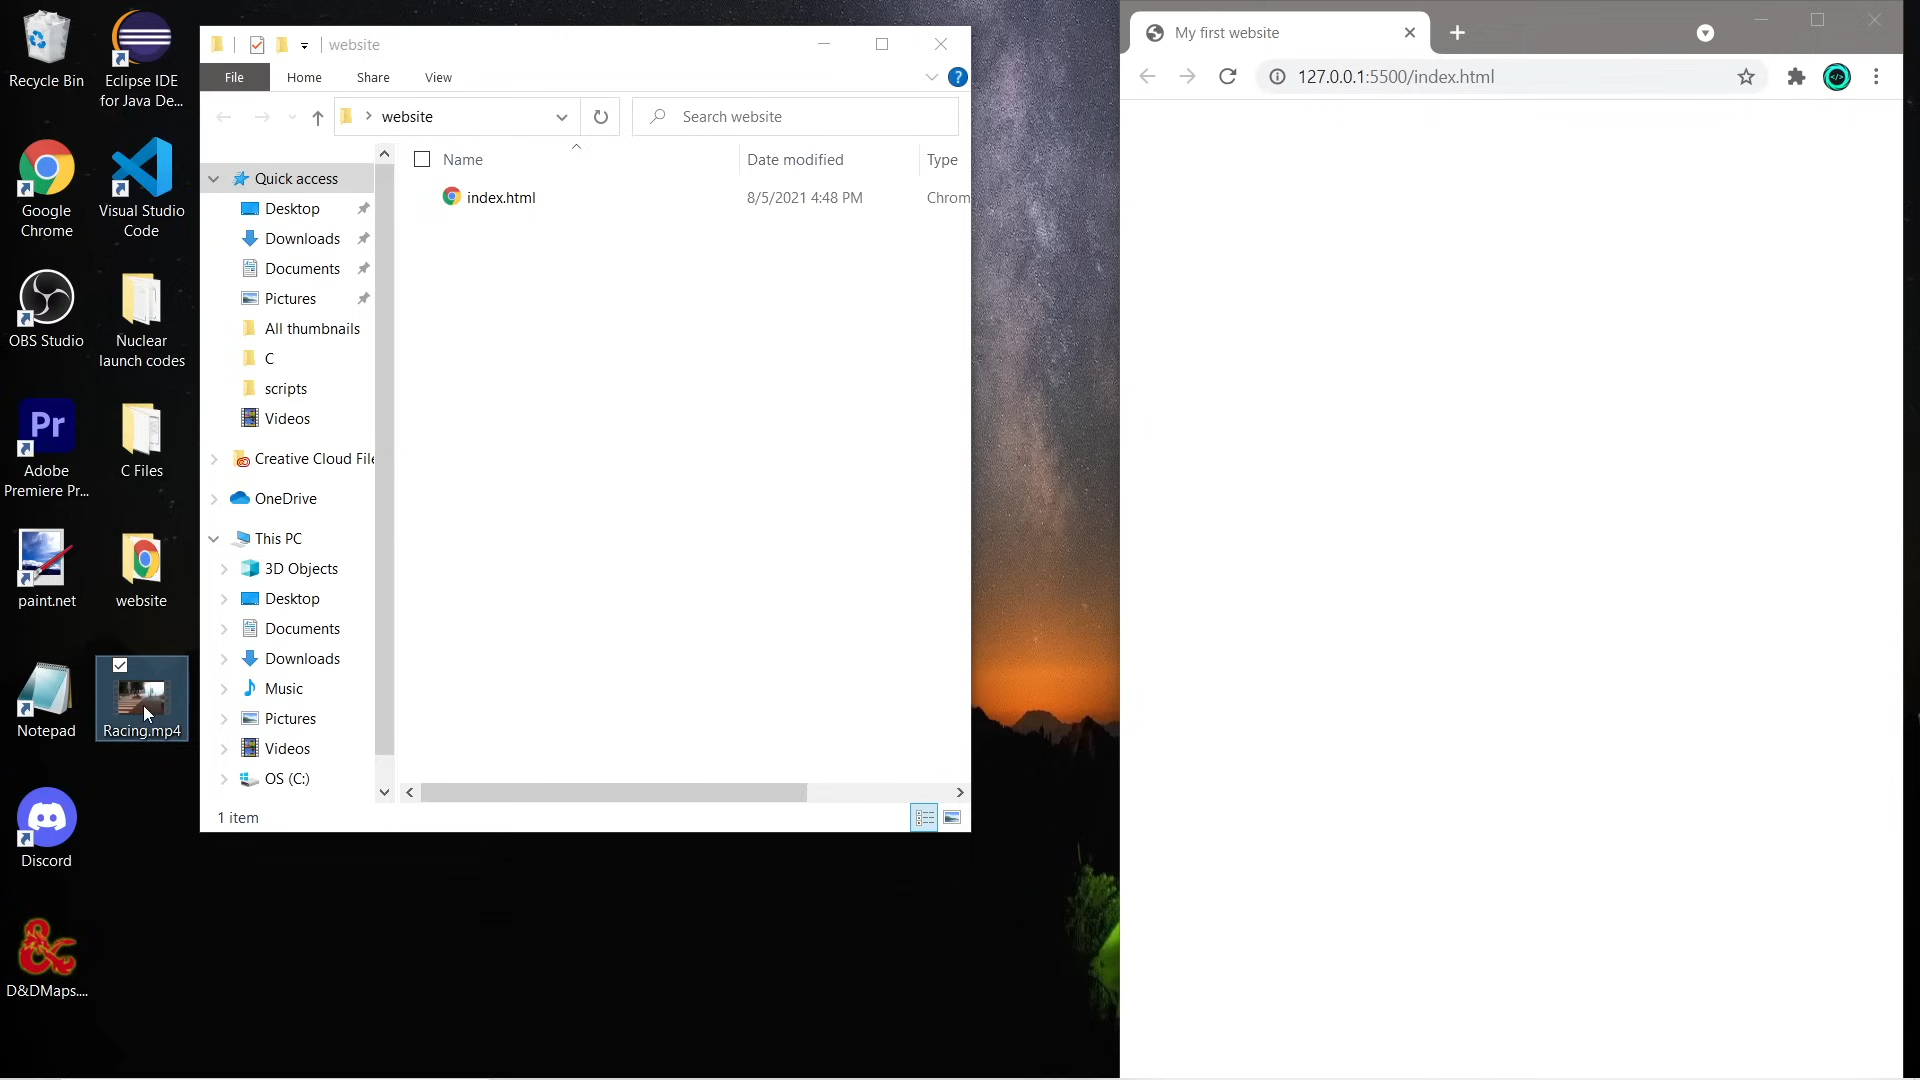 Recycle Bin
Eclipse IDE
for Java De...
Google
Chrome
Visual Studio
Code
OBS Studio
Nuclear
launch codes
Pr
Adobe
Premiere Pr...
C Files
paint.net
website
Notepad
Racing.mp4
Discord
D&DMaps....
website
File
Home
Share
View
?
website
Search website
Name
Date modified
Type
index.html
8/5/2021 4:48 PM
Chrom
Quick access
Desktop
Downloads
Documents
Pictures
All thumbnails
C
scripts
Videos
Creative Cloud File
OneDrive
This PC
3D Objects
Desktop
Documents
Downloads
Music
Pictures
Videos
OS (C:)
1 item
My first website
127.0.0.1:5500/index.html